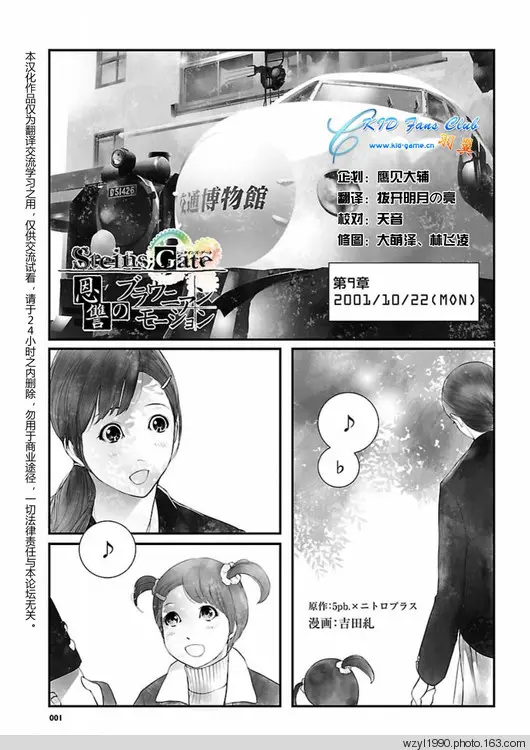 本汉化作品仅为翻译交流学习之用，仅供交流试看，请于24小时之内删除，勿用于商业途径，一切法律责任与本论坛无关。
KID Fans Club
www.kid-game.cn
D51426
交通博物館
企划：鹰贝大辅
翻译：拨开明月の亮
校对：天音
修图：大萌泽、林飞凌
Steins;Gate
恩讐の
ブラウニアン
モーション
第9章
2001/10/22(MON)
1
♪
♭
♪
原作:5pb.×ニトロプラス
漫画:吉田糺
001
wzyl1990.photo.163.com